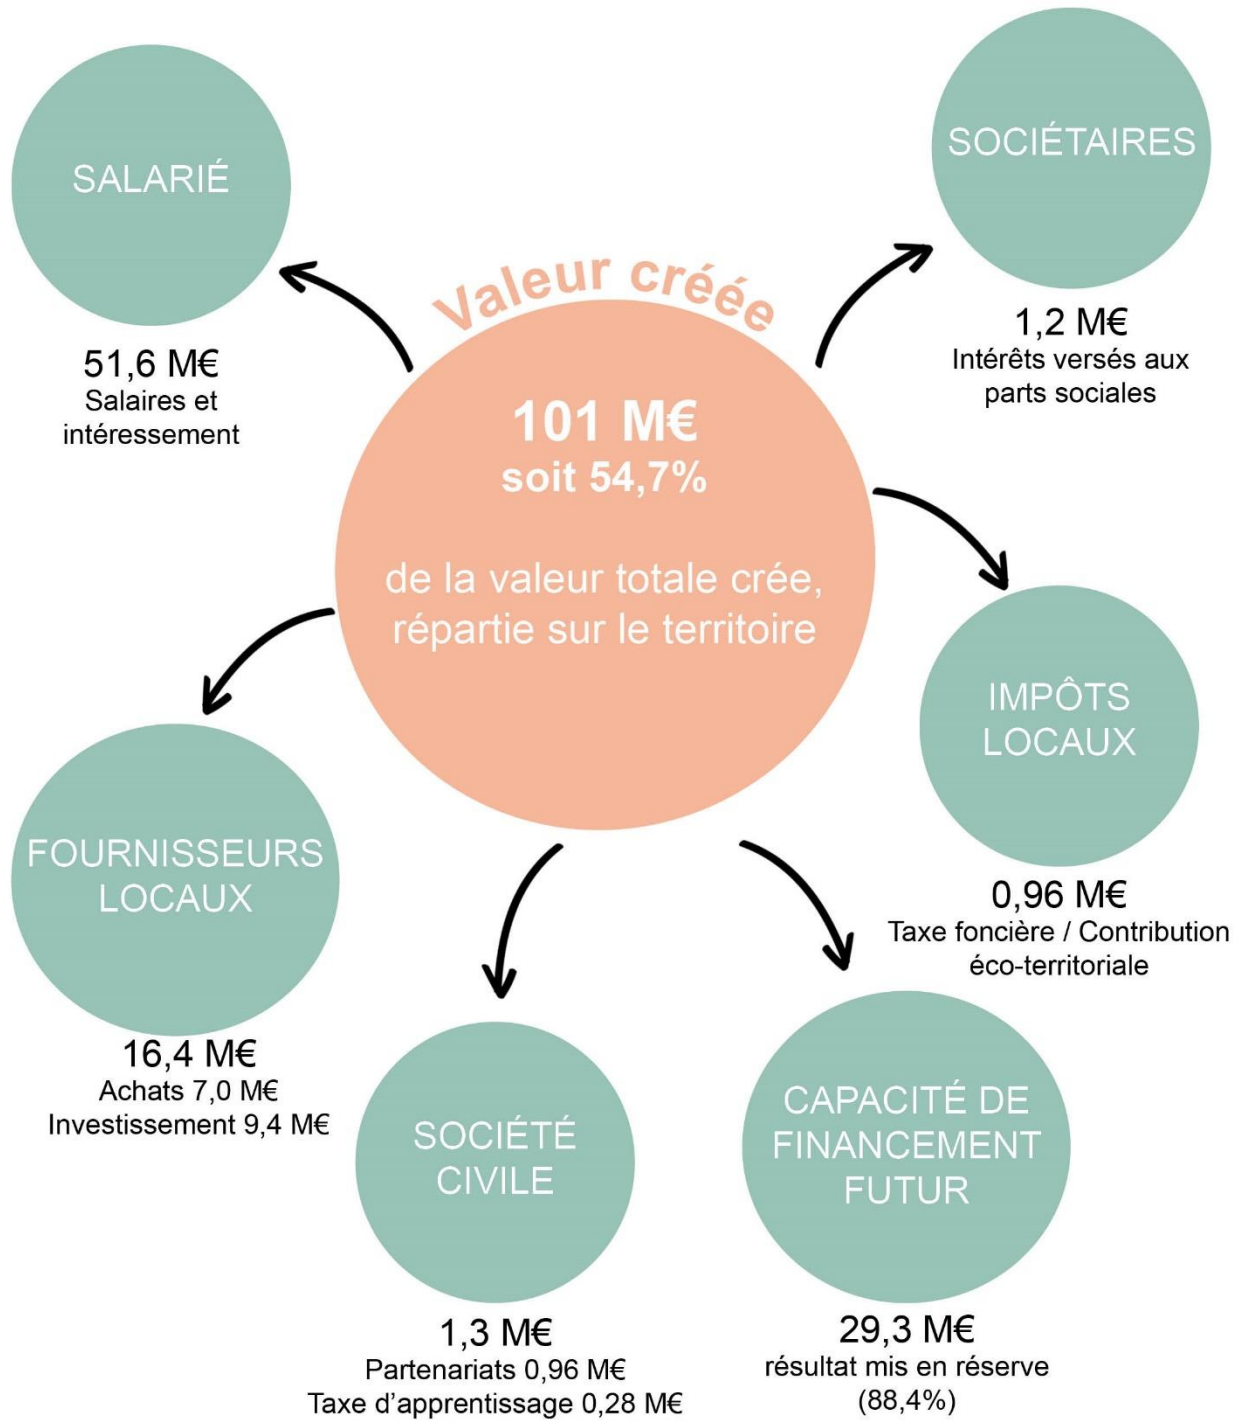 SALARIÉ
51,6 M€
Salaires et
intéressement
SOCIÉTAIRES
1,2 M€
Intérêts versés aux
parts sociales
Valeur créée
101 M€
soit 54,7%
de la valeur totale crée,
répartie sur le territoire
IMPÔTS
LOCAUX
0,96 M€
Taxe foncière / Contribution
éco-territoriale
FOURNISSEURS
LOCAUX
16,4 M€
Achats 7,0 M€
Investissement 9,4 M€
SOCIÉTÉ
CIVILE
1,3 M€
Partenariats 0,96 M€
Taxe d’apprentissage 0,28 M€
CAPACITÉ DE
FINANCEMENT
FUTUR
29,3 M€
résultat mis en réserve
(88,4%)